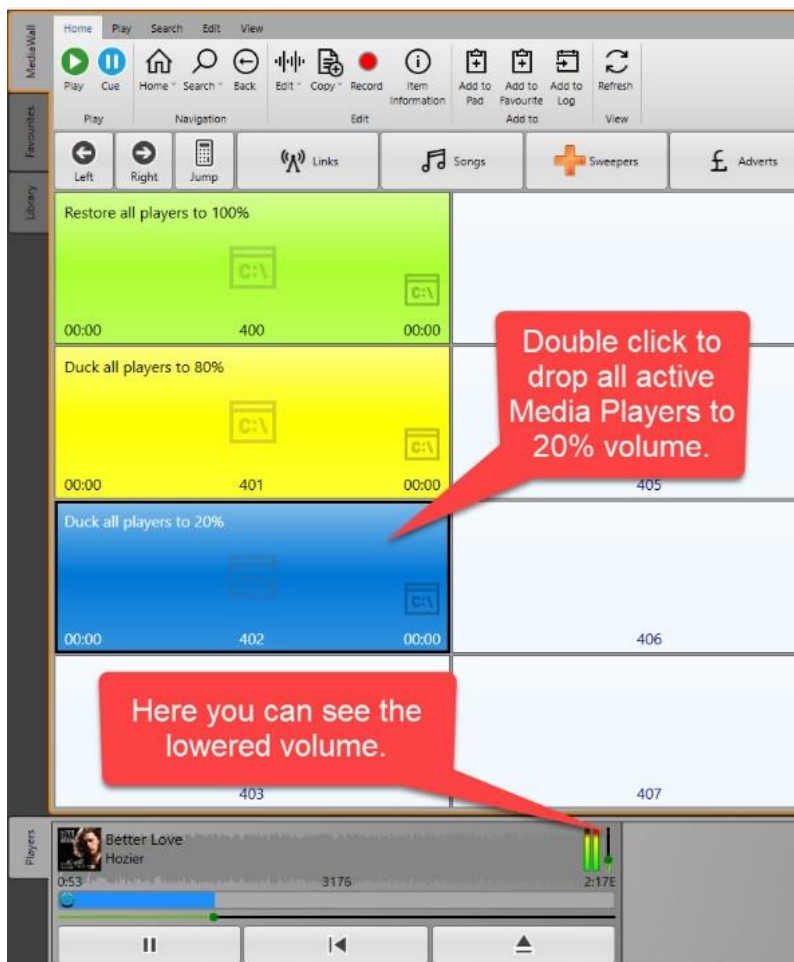 MediaWall
Favourites
Library
Home Play Search Edit View
Play Cue Home Search Back Edit Copy Record Item Information Add to Pad Add to Favourite Add to Log Refresh
Play Navigation Edit Add to View
Left Right Jump Links Songs Sweepers £ Adverts
Restore all players to 100%
C:\
C:\
00:00 400 00:00
Duck all players to 80%
C:\
C:\
00:00 401 00:00
405
Double click to
drop all active
Media Players to
20% volume.
Duck all players to 20%
C:\
00:00 402 00:00
406
Here you can see the
lowered volume.
403
407
Players
Better Love
Hozier
0:53 3176 2:17E